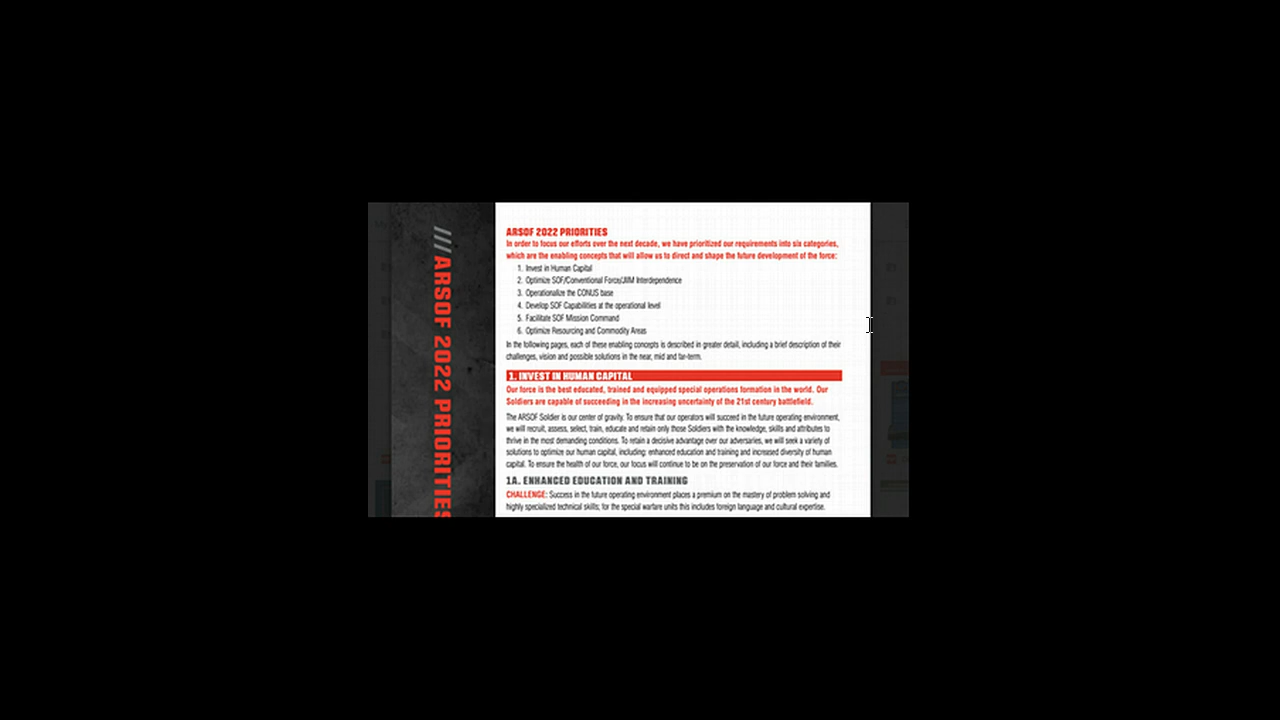 ///ARSOF 2022 PRIORITIES
ARSOF 2022 PRIORITIES
In order to focus our efforts over the next decade, we have prioritized our requirements into six categories,
which are the enabling concepts that will allow us to direct and shape the future development of the force:
1. Invest in Human Capital
2. Optimize SOF/Conventional Force/JIIM Interdependence
3. Operationalize the CONUS base
4. Develop SOF Capabilities at the operational level
5. Facilitate SOF Mission Command
6. Optimize Resourcing and Commodity Areas
In the following pages, each of these enabling concepts is described in greater detail, including a brief description of their
challenges, vision and possible solutions in the near, mid and far-term.
1. INVEST IN HUMAN CAPITAL
Our force is the best educated, trained and equipped special operations formation in the world. Our
Soldiers are capable of succeeding in the increasing uncertainty of the 21st century battlefield.
The ARSOF Soldier is our center of gravity. To ensure that our operators will succeed in the future operating environment,
we will recruit, assess, select, train, educate and retain only those Soldiers with the knowledge, skills and attributes to
thrive in the most demanding conditions. To retain a decisive advantage over our adversaries, we will seek a variety of
solutions to optimize our human capital, including: enhanced education and training and increased diversity of human
capital. To ensure the health of our force, our focus will continue to be on the preservation of our force and their families.
1A. ENHANCED EDUCATION AND TRAINING
CHALLENGE: Success in the future operating environment places a premium on the mastery of problem solving and
highly specialized technical skills; for the special warfare units this includes foreign language and cultural expertise.